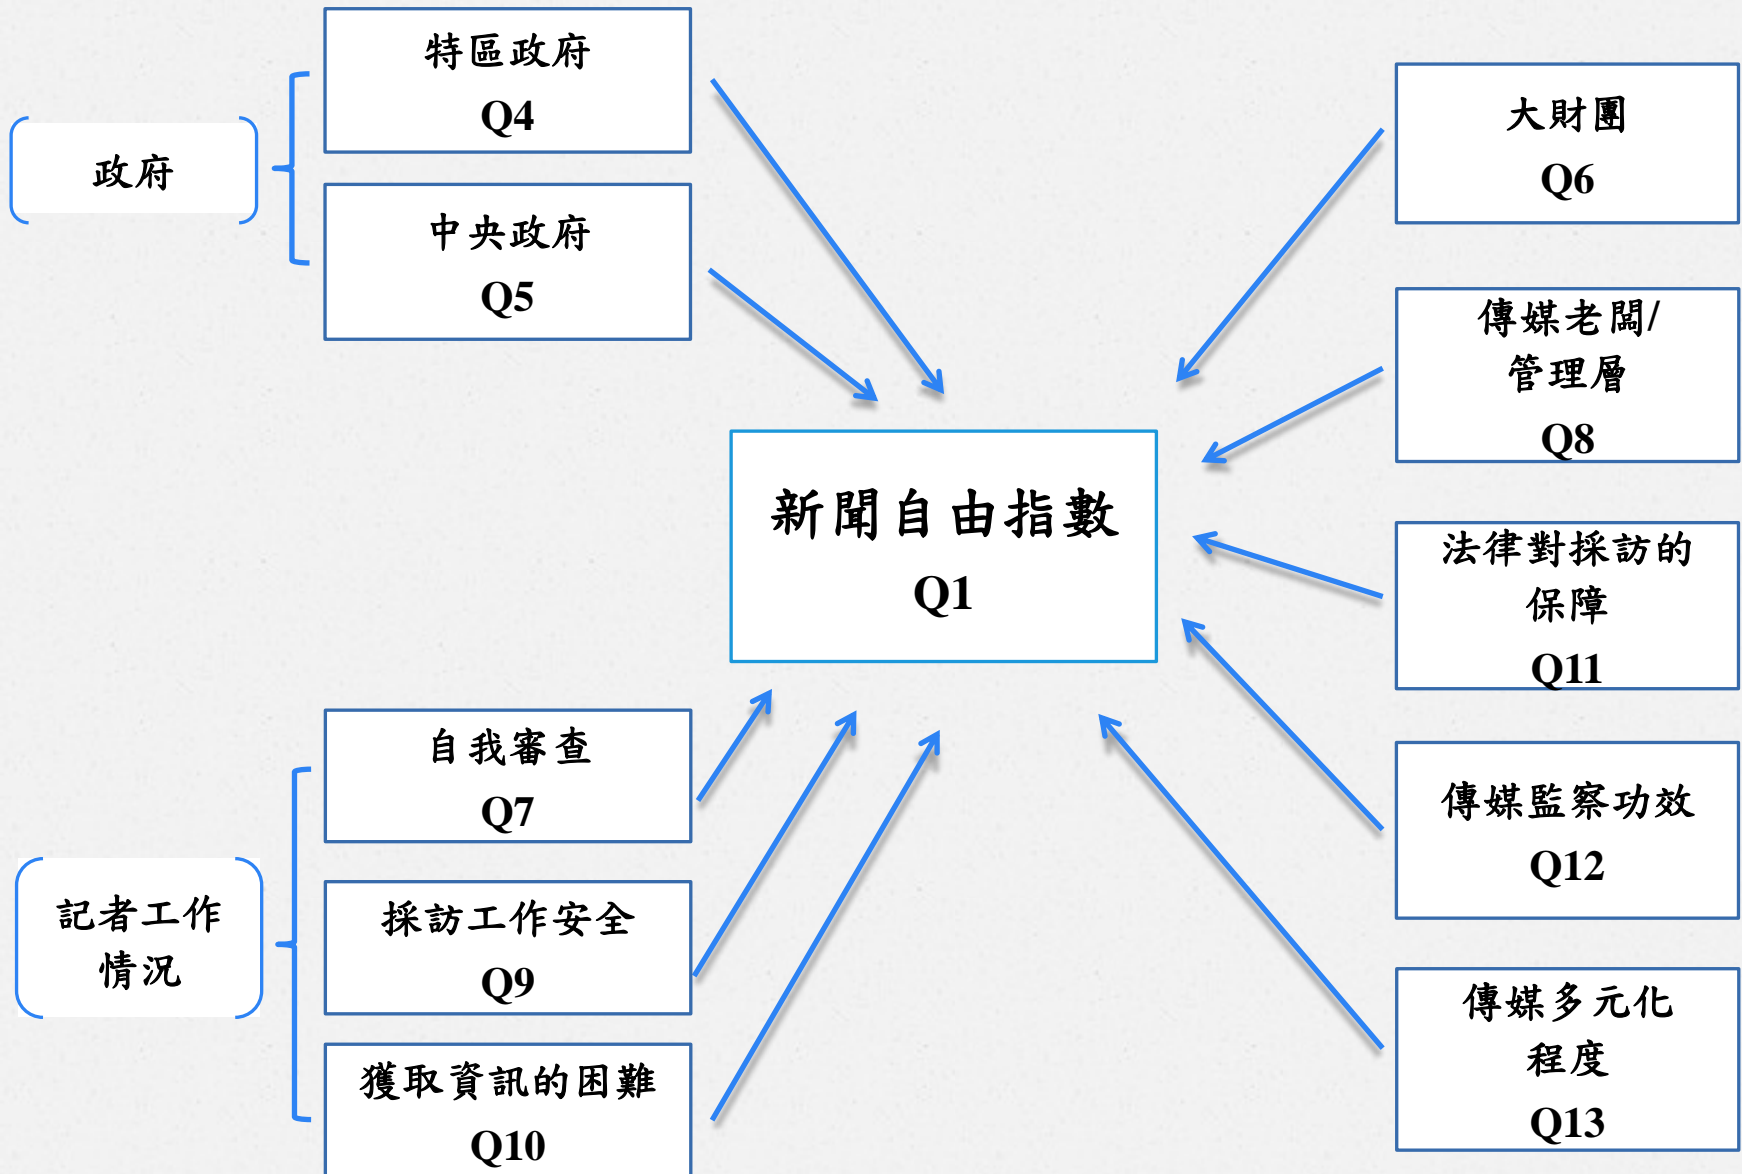 政府
特區政府
Q4
中央政府
Q5
大財團
Q6
傳媒老闆/
管理層
Q8
新聞自由指數
Q1
法律對採訪的
保障
Q11
記者工作
情況
自我審查
Q7
採訪工作安全
Q9
獲取資訊的困難
Q10
傳媒監察功效
Q12
傳媒多元化
程度
Q13